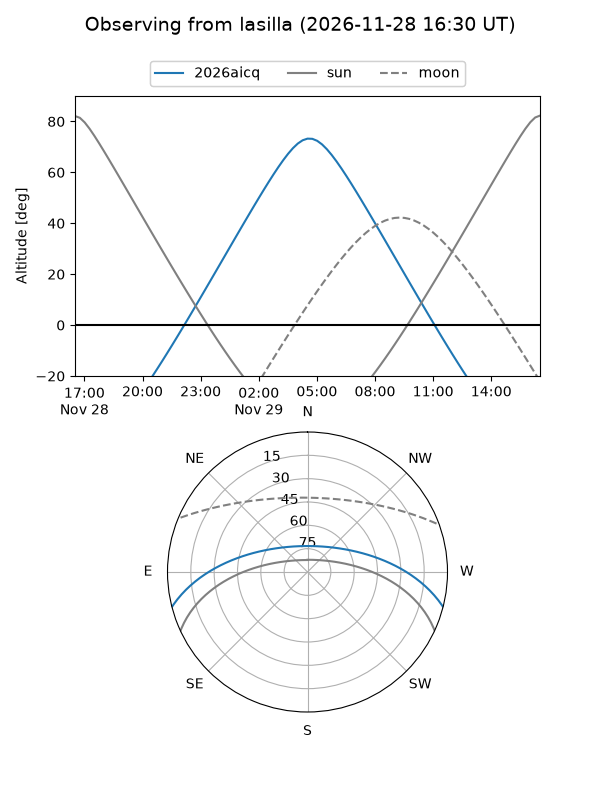 Observing from lasilla (2026-11-28 16:30 UT)
2026aicq sun moon
Altitude [deg]
80
60
40
20
0
−20
17:00 20:00 23:00 02:00 05:00 08:00 11:00 14:00
Nov 28 Nov 29
N
NE NW
15
30
45
60
75
E W
SE SW
S